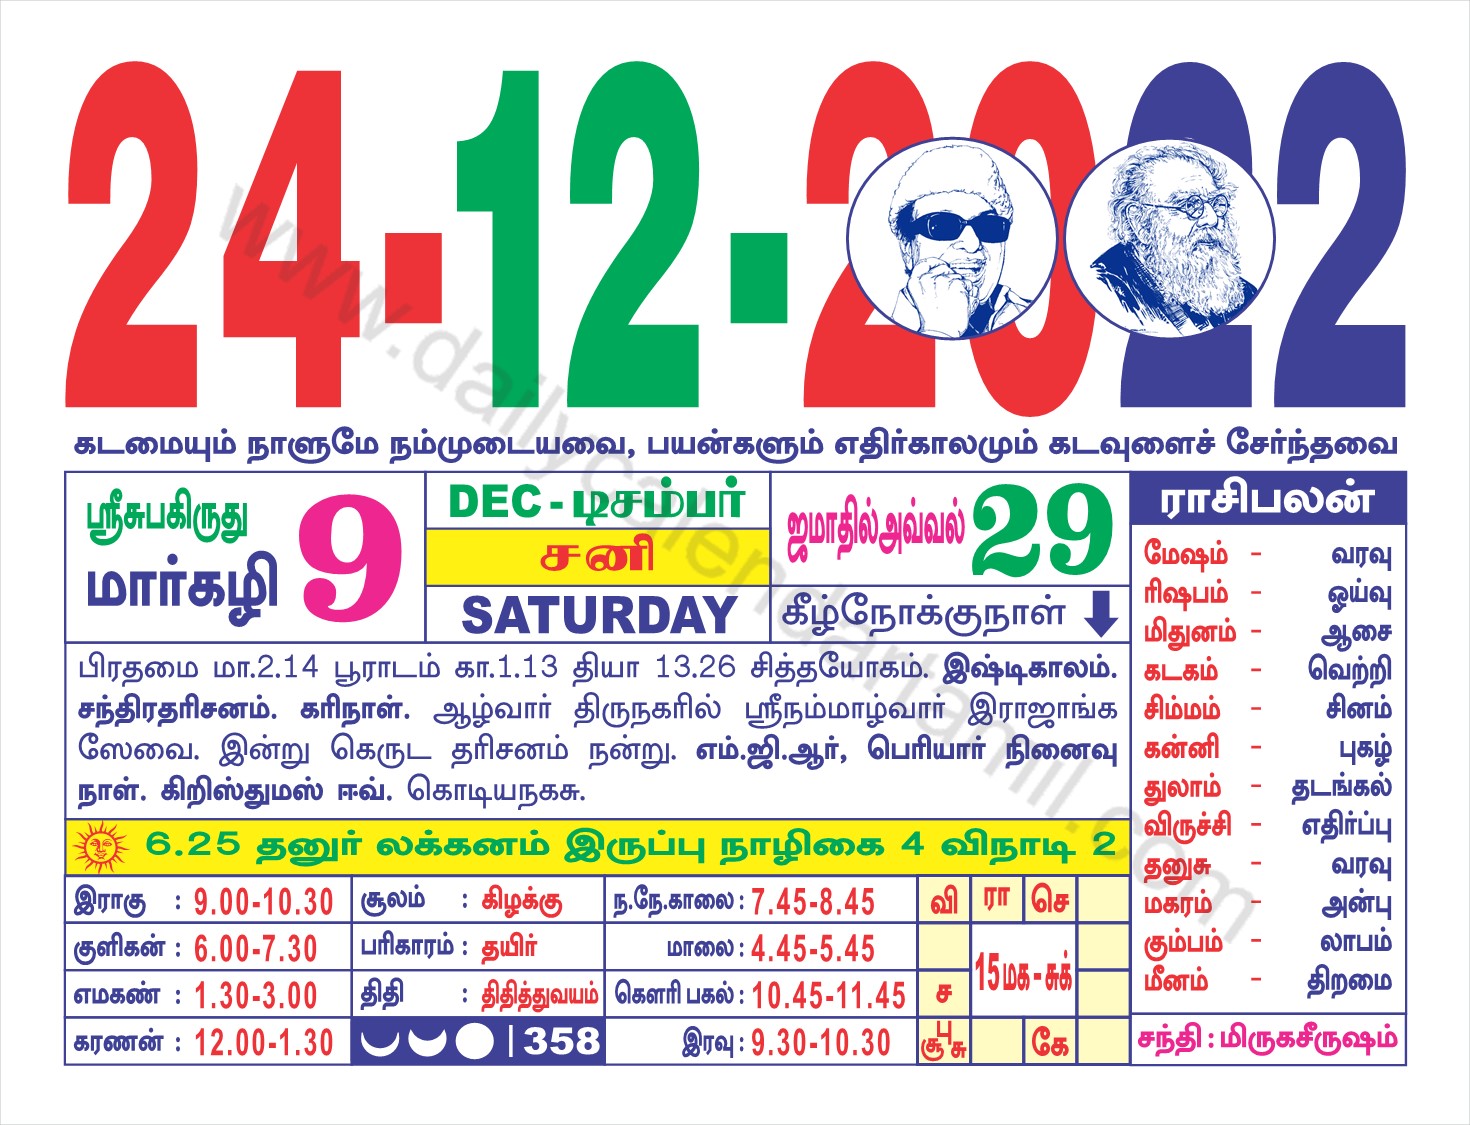 24-12-2022
கடமையும் நாளுமே நம்முடையவை, பயன்களும் எதிர்காலமும் கடவுளைச் சேர்ந்தவை
ஸ்ரீசுபகிருது
மார்கழி 9
DEC - டிசம்பர்
சனி
SATURDAY
ஜமாதில் அவ்வல் 29
கீழ்நோக்குநாள்
பிரதமை மா.2.14 பூராடம் கா.1.13 தியா 13.26 சித்தயோகம். இஷ்டிகாலம்.
சந்திரதரிசனம். கரிநாள். ஆழ்வார் திருநகரில் ஸ்ரீநம்மாழ்வார் இராஜாங்க
ஸேவை. இன்று கெருட தரிசனம் நன்று. எம்.ஜி.ஆர், பெரியார் நினைவு
நாள். கிறிஸ்துமஸ் ஈவ். கொடியநகசு.
6.25 தனுர் லக்கனம் இருப்பு நாழிகை 4 விநாடி 2
இராகு : 9.00-10.30 சூலம் : கிழக்கு ந.நே.காலை : 7.45-8.45
குளிகன் : 6.00-7.30 பரிகாரம் : தயிர் மாலை : 4.45-5.45
எமகண் : 1.30-3.00 திதி : திதித்துவயம் கௌரி பகல் : 10.45-11.45
கரணன் : 12.00-1.30 358 இரவு : 9.30-10.30
வி ரா செ
15 மக - சுக்
ச
பு சூ சு கே
ராசிபலன்
மேஷம் - வரவு
ரிஷபம் - ஓய்வு
மிதுனம் - ஆசை
கடகம் - வெற்றி
சிம்மம் - சினம்
கன்னி - புகழ்
துலாம் - தடங்கல்
விருச்சி - எதிர்ப்பு
தனுசு - வரவு
மகரம் - அன்பு
கும்பம் - லாபம்
மீனம் - திறமை
சந்தி : மிருகசீருஷம்
www.dailycalendartamil.com